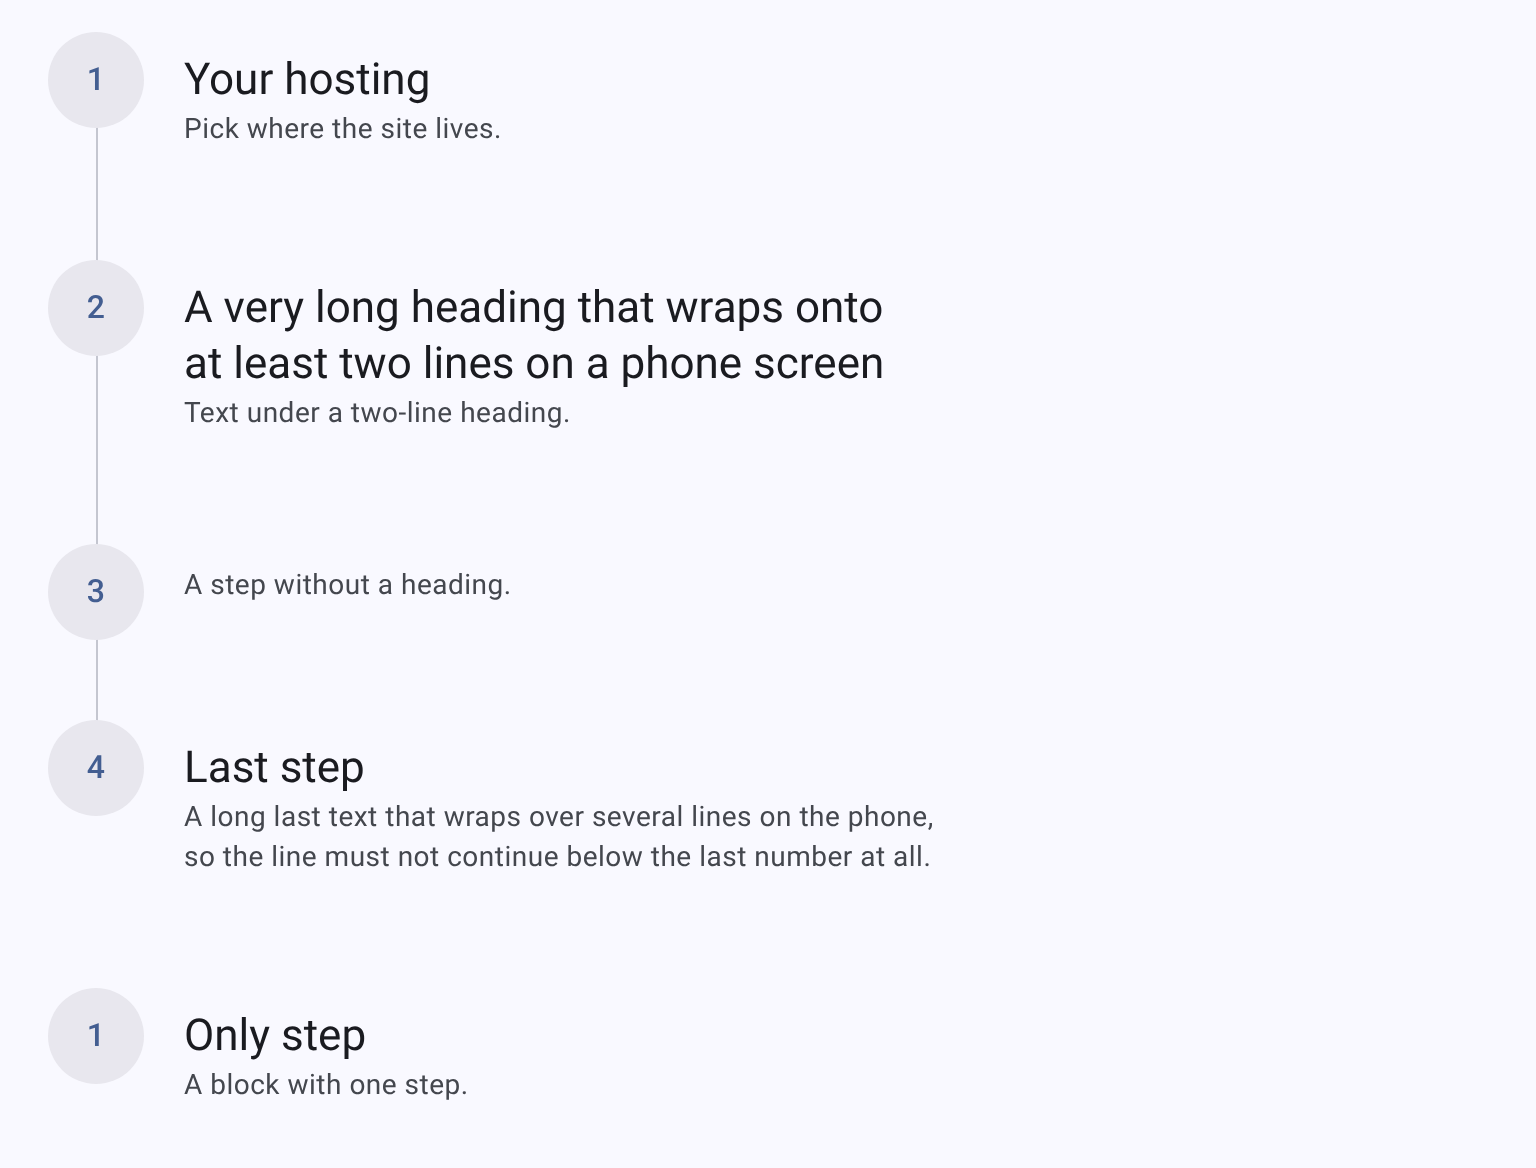 1
Your hosting
Pick where the site lives.
2
A very long heading that wraps onto
at least two lines on a phone screen
Text under a two-line heading.
3
A step without a heading.
4
Last step
A long last text that wraps over several lines on the phone,
so the line must not continue below the last number at all.
1
Only step
A block with one step.